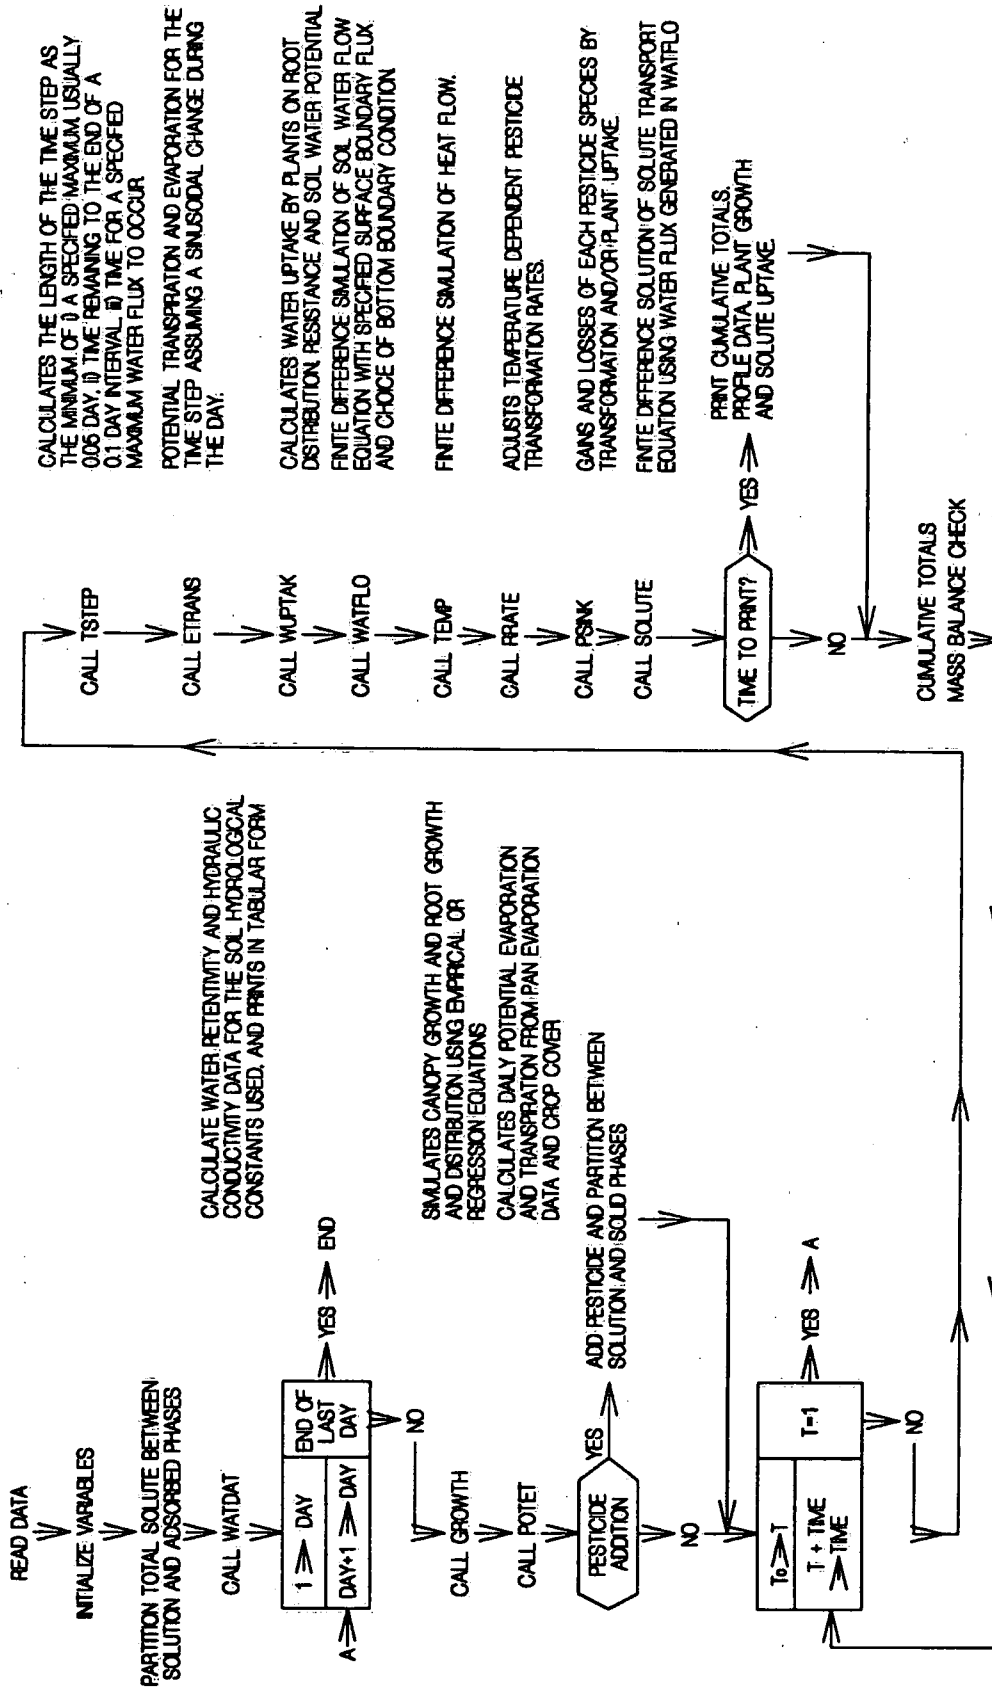 READ DATA
INITIALIZE VARIABLES
PARTITION TOTAL SOLUTE BETWEEN
SOLUTION AND ADSORBED PHASES
CALL WATDAT
CALCULATE WATER RETENTIVITY AND HYDRAULIC
CONDUCTIVITY DATA FOR THE SOIL HYDROLOGICAL
CONSTANTS USED, AND PRINTS IN TABULAR FORM
A
1 → DAY
DAY+1 → DAY
END OF
LAST
DAY
YES
END
NO
CALL GROWTH
SIMULATES CANOPY GROWTH AND ROOT GROWTH
AND DISTRIBUTION USING EMPIRICAL OR
REGRESSION EQUATIONS
CALL POTET
CALCULATES DAILY POTENTIAL EVAPORATION
AND TRANSPIRATION FROM PAN EVAPORATION
DATA AND CROP COVER
PESTICIDE
ADDITION
YES
ADD PESTICIDE AND PARTITION BETWEEN
SOLUTION AND SOLID PHASES
NO
To → T
T + TIME
→ TIME
T=1
YES
A
NO
CALL TSTEP
CALCULATES THE LENGTH OF THE TIME STEP AS
THE MINIMUM OF i) A SPECIFIED MAXIMUM, USUALLY
0.05 DAY, ii) TIME REMAINING TO THE END OF A
0.1 DAY INTERVAL, iii) TIME FOR A SPECIFIED
MAXIMUM WATER FLUX TO OCCUR
CALL ETRANS
POTENTIAL TRANSPIRATION AND EVAPORATION FOR THE
TIME STEP ASSUMING A SINUSOIDAL CHANGE DURING
THE DAY.
CALL WUPTAK
CALCULATES WATER UPTAKE BY PLANTS ON ROOT
DISTRIBUTION, RESISTANCE AND SOIL WATER POTENTIAL
CALL WATFLO
FINITE DIFFERENCE SIMULATION OF SOIL WATER FLOW
EQUATION WITH SPECIFIED SURFACE BOUNDARY FLUX,
AND CHOICE OF BOTTOM BOUNDARY CONDITION.
CALL TEMP
FINITE DIFFERENCE SIMULATION OF HEAT FLOW.
CALL RRATE
ADJUSTS TEMPERATURE DEPENDENT PESTICIDE
TRANSFORMATION RATES.
CALL PSINK
GAINS AND LOSSES OF EACH PESTICIDE SPECIES BY
TRANSFORMATION AND/OR PLANT UPTAKE.
CALL SOLUTE
FINITE DIFFERENCE SOLUTION OF SOLUTE TRANSPORT
EQUATION USING WATER FLUX GENERATED IN WATFLO
TIME TO PRINT?
YES
PRINT CUMULATIVE TOTALS.
PROFILE DATA, PLANT GROWTH
AND SOLUTE UPTAKE.
NO
CUMULATIVE TOTALS
MASS BALANCE CHECK